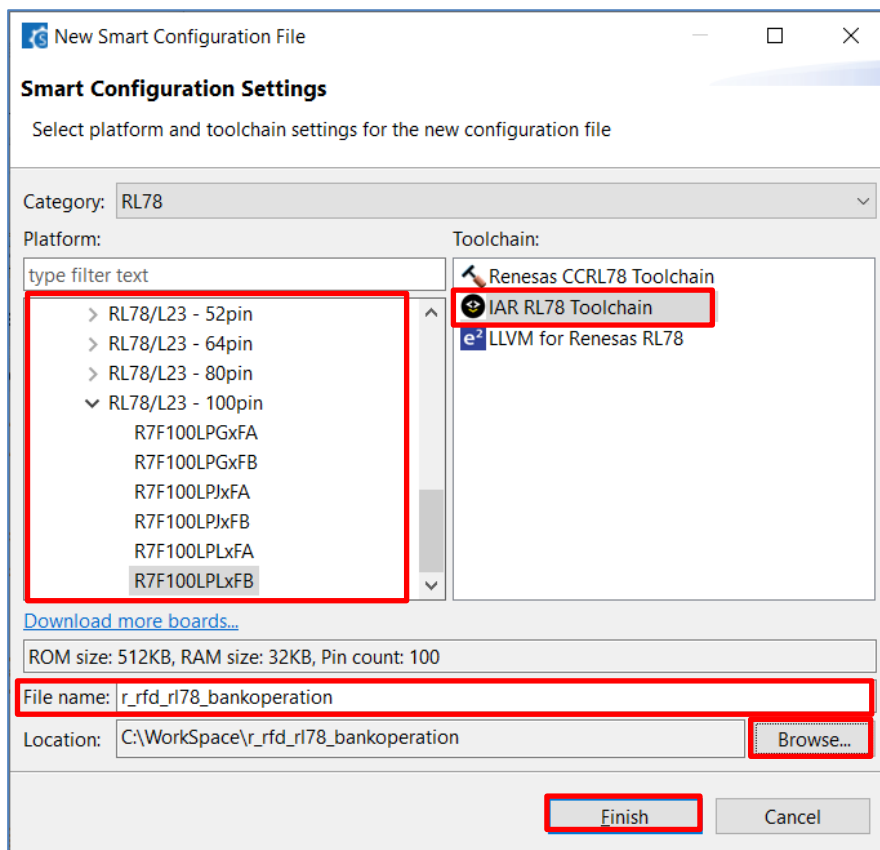 New Smart Configuration File
Smart Configuration Settings
Select platform and toolchain settings for the new configuration file
Category: RL78
Platform:
type filter text
RL78/L23 - 52pin
RL78/L23 - 64pin
RL78/L23 - 80pin
RL78/L23 - 100pin
R7F100LPGxFA
R7F100LPGxFB
R7F100LPJxFA
R7F100LPJxFB
R7F100LPLxFA
R7F100LPLxFB
Toolchain:
Renesas CCRL78 Toolchain
IAR RL78 Toolchain
e² LLVM for Renesas RL78
Download more boards...
ROM size: 512KB, RAM size: 32KB, Pin count: 100
File name: r_rfd_rl78_bankoperation
Location: C:\WorkSpace\r_rfd_rl78_bankoperation Browse...
Finish Cancel